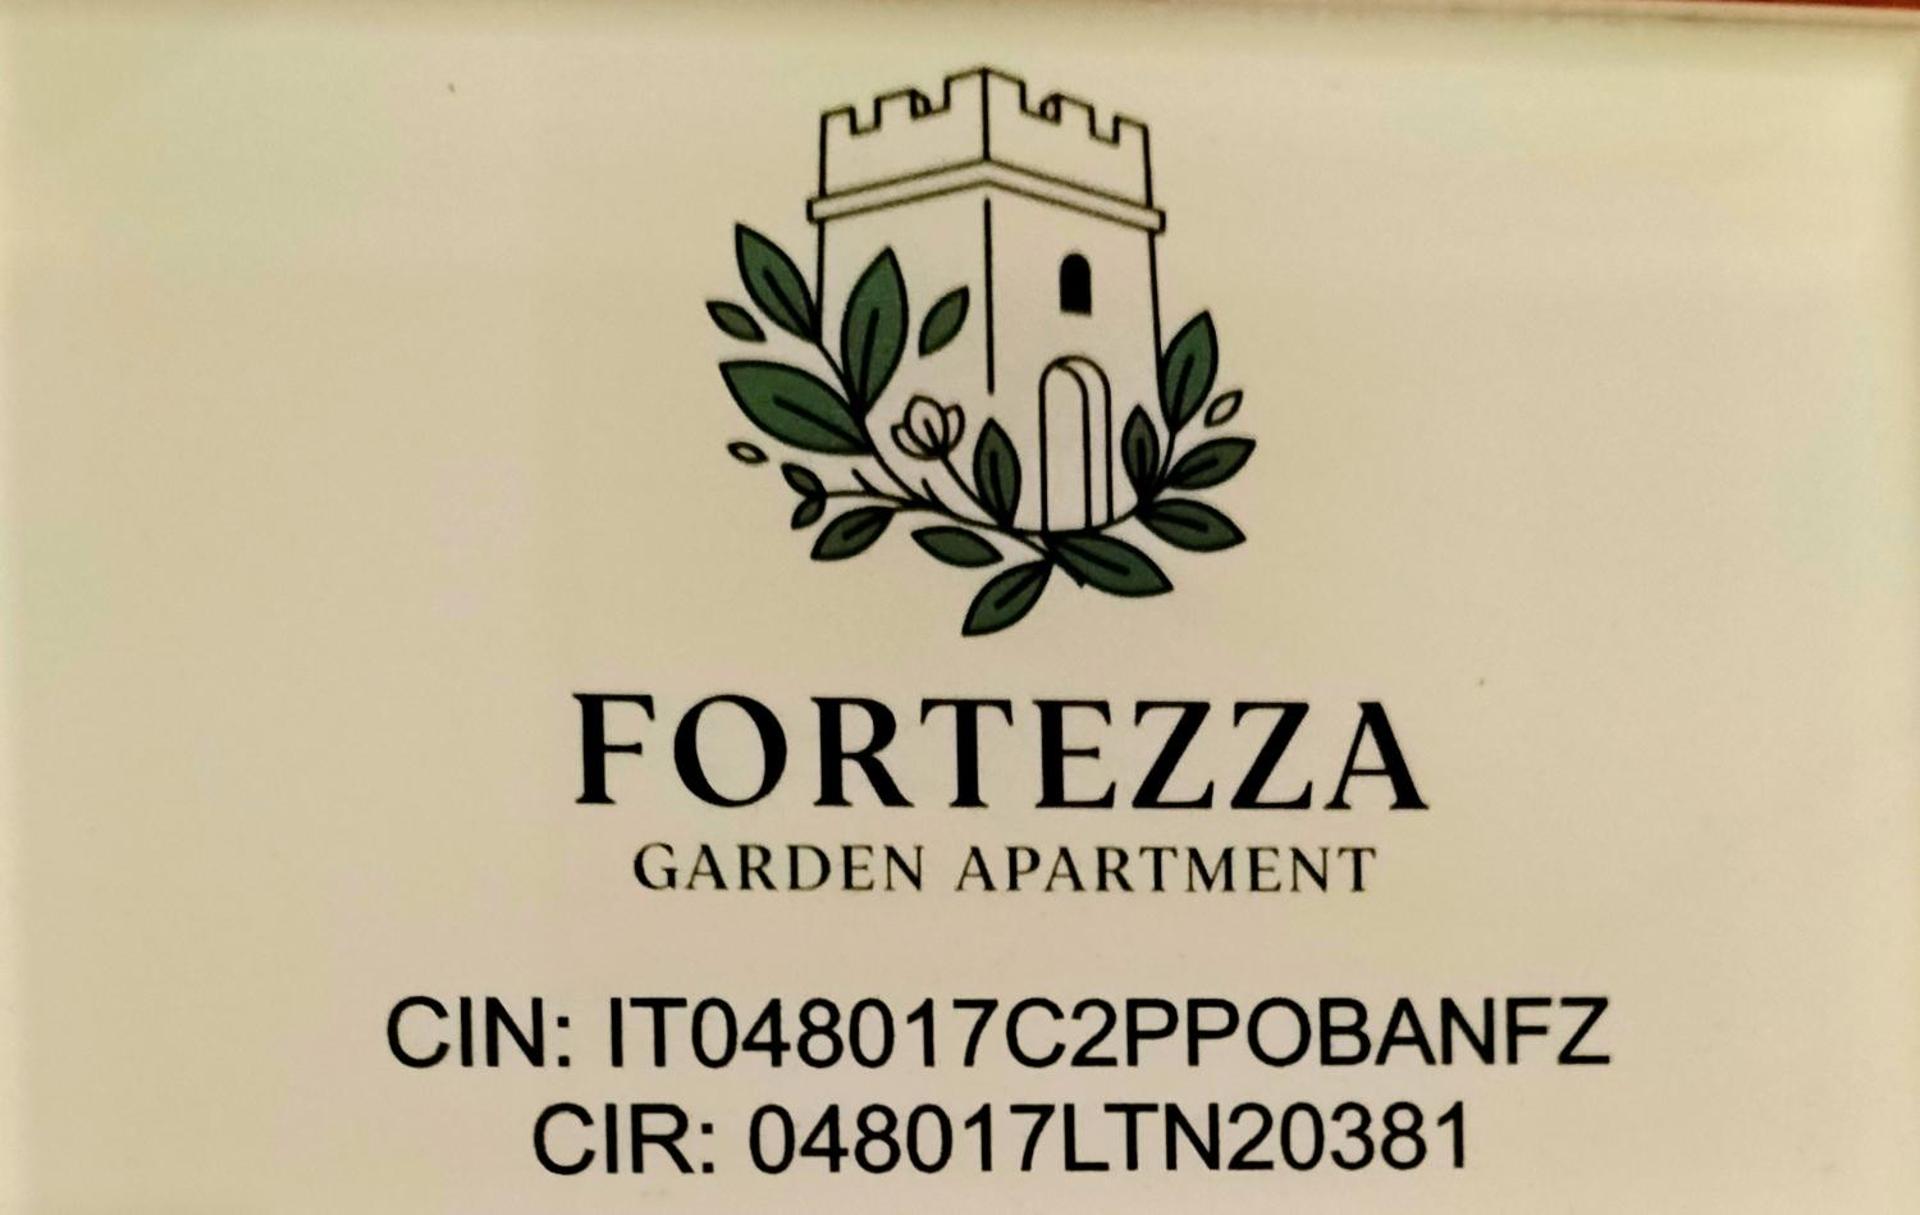 FORTEZZA
GARDEN APARTMENT
CIN: IT048017C2PPOBANFZ
CIR: 048017LTN20381